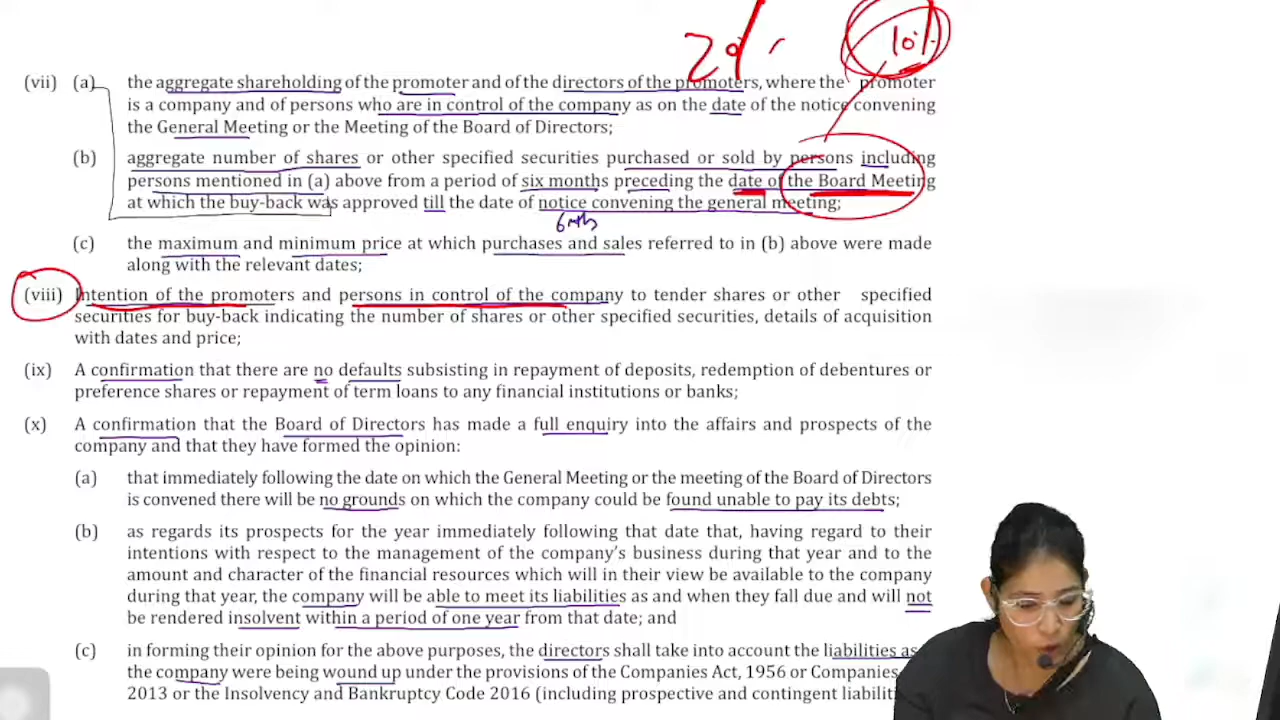 2%
10%
(vii) (a) the aggregate shareholding of the promoter and of the directors of the promoters, where the promoter
is a company and of persons who are in control of the company as on the date of the notice convening
the General Meeting or the Meeting of the Board of Directors;
(b) aggregate number of shares or other specified securities purchased or sold by persons including
persons mentioned in (a) above from a period of six months preceding the date of the Board Meeting
at which the buy-back was approved till the date of notice convening the general meeting;
(c) the maximum and minimum price at which purchases and sales referred to in (b) above were made
along with the relevant dates;
(viii) Intention of the promoters and persons in control of the company to tender shares or other specified
securities for buy-back indicating the number of shares or other specified securities, details of acquisition
with dates and price;
(ix) A confirmation that there are no defaults subsisting in repayment of deposits, redemption of debentures or
preference shares or repayment of term loans to any financial institutions or banks;
(x) A confirmation that the Board of Directors has made a full enquiry into the affairs and prospects of the
company and that they have formed the opinion:
(a) that immediately following the date on which the General Meeting or the meeting of the Board of Directors
is convened there will be no grounds on which the company could be found unable to pay its debts;
(b) as regards its prospects for the year immediately following that date that, having regard to their
intentions with respect to the management of the company's business during that year and to the
amount and character of the financial resources which will in their view be available to the company
during that year, the company will be able to meet its liabilities as and when they fall due and will not
be rendered insolvent within a period of one year from that date; and
(c) in forming their opinion for the above purposes, the directors shall take into account the liabilities as
the company were being wound up under the provisions of the Companies Act, 1956 or Companies
2013 or the Insolvency and Bankruptcy Code 2016 (including prospective and contingent